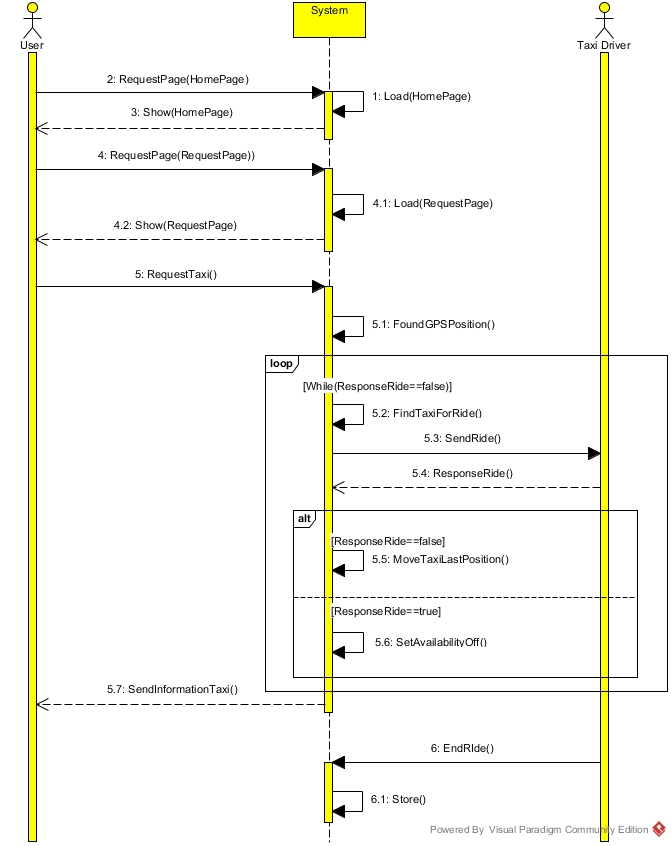 System
User
Taxi Driver
2: RequestPage(HomePage)
1: Load(HomePage)
3: Show(HomePage)
4: RequestPage(RequestPage))
4.1: Load(RequestPage)
4.2: Show(RequestPage)
5: RequestTaxi()
5.1: FoundGPSPosition()
loop
[While(ResponseRide==false)]
5.2: FindTaxiForRide()
5.3: SendRide()
5.4: ResponseRide()
alt
[ResponseRide==false]
5.5: MoveTaxiLastPosition()
[ResponseRide==true]
5.6: SetAvailabilityOff()
5.7: SendInformationTaxi()
6: EndRIde()
6.1: Store()
Powered By Visual Paradigm Community Edition